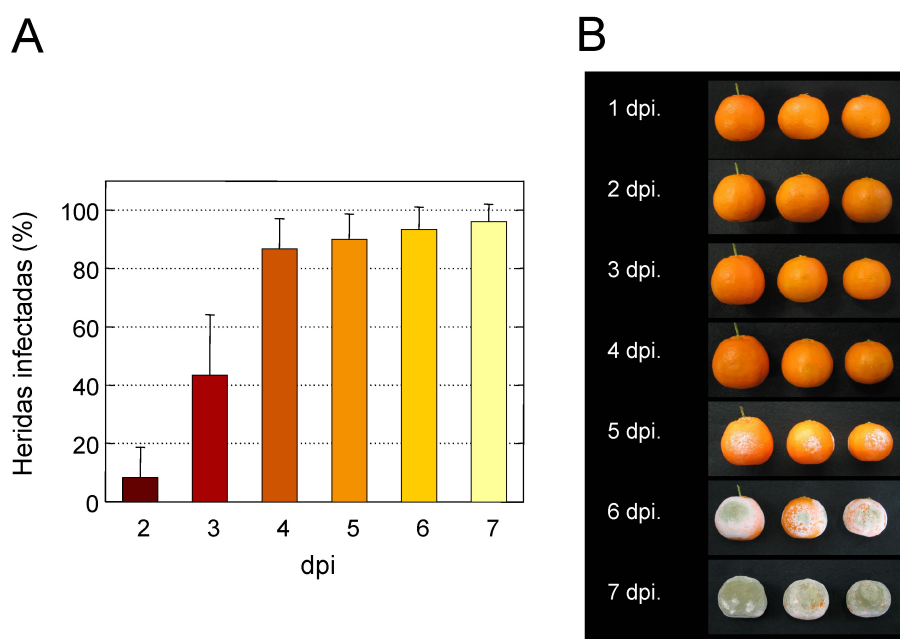 A
Heridas infectadas (%)
100
80
60
40
20
0
2 3 4 5 6 7
dpi
B
1 dpi.
2 dpi.
3 dpi.
4 dpi.
5 dpi.
6 dpi.
7 dpi.